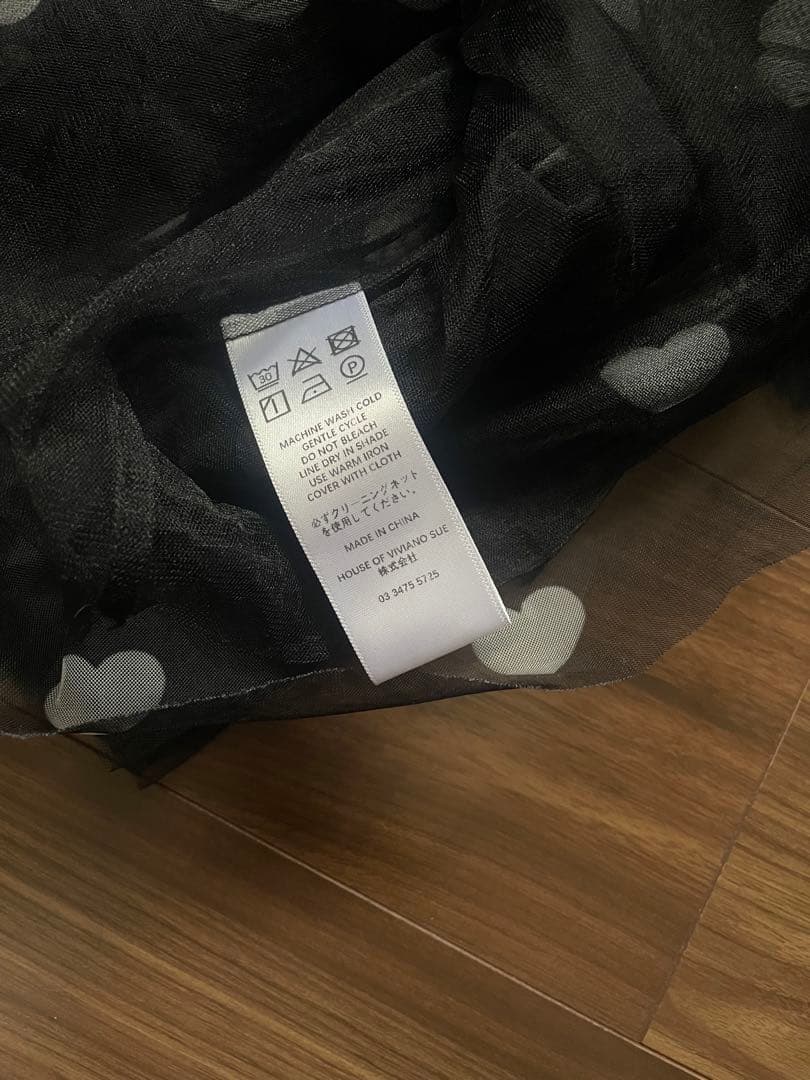 30
P
MACHINE WASH COLD
GENTLE CYCLE
DO NOT BLEACH
LINE DRY IN SHADE
USE WARM IRON
COVER WITH CLOTH
必ずクリーニングネット
を使用してください。
MADE IN CHINA
HOUSE OF VIVIANO SUE
株式会社
03 3475 5725